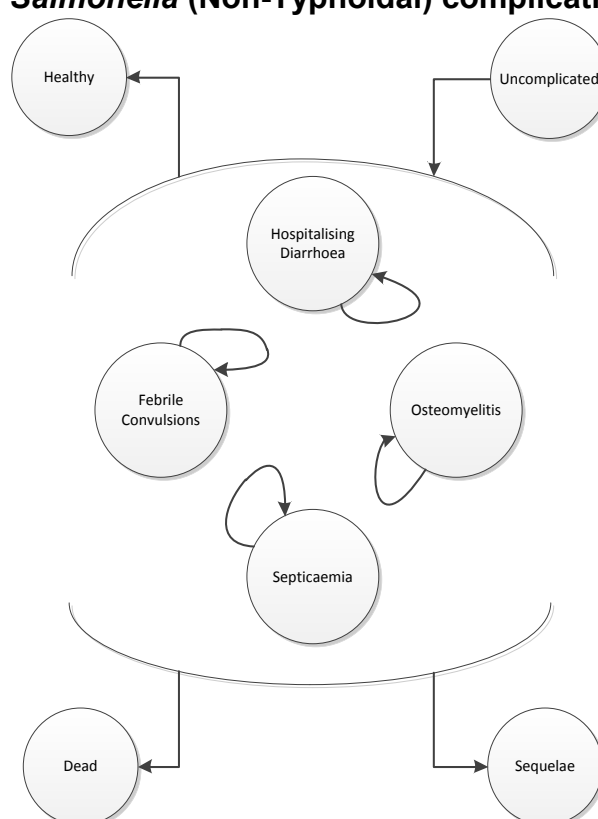 Salmonella (Non-Typhoidal) complicati
Healthy
Uncomplicated
Hospitalising
Diarrhoea
Febrile
Convulsions
Osteomyelitis
Septicaemia
Dead
Sequelae